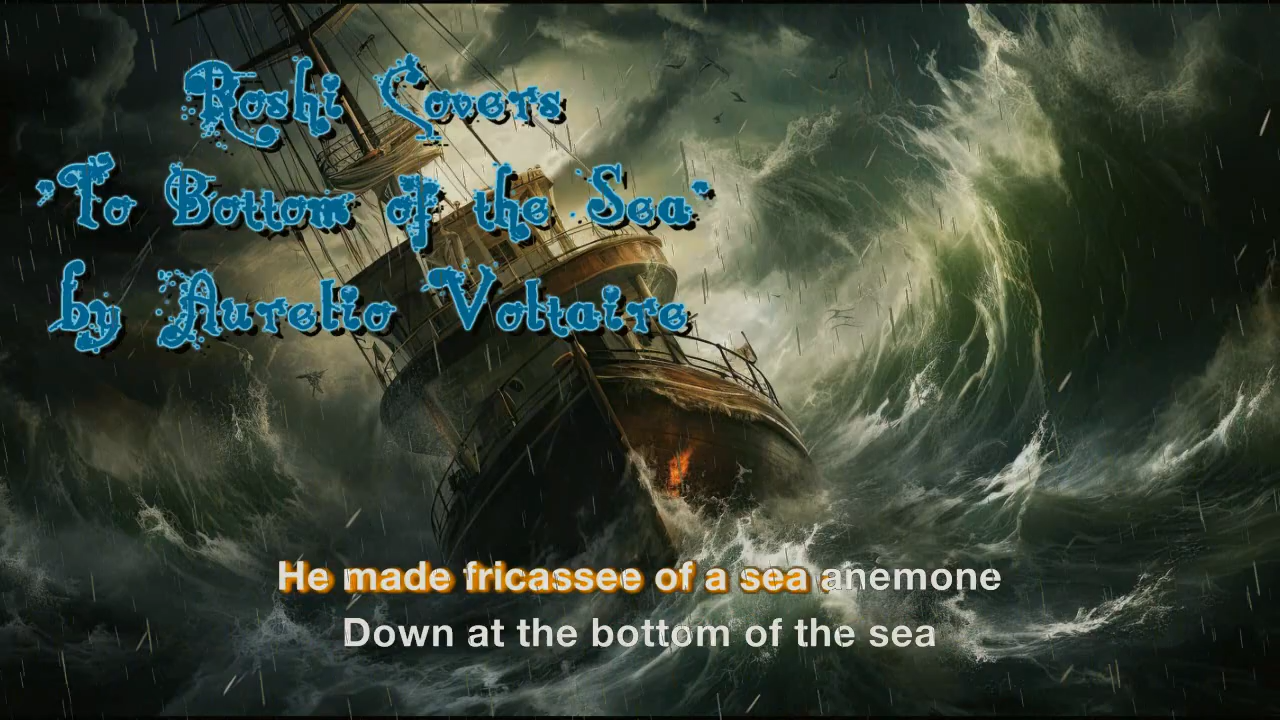 Roshi Covers
"To Bottom of the Sea"
by Aurelio Voltaire
He made fricassee of a sea anemone
Down at the bottom of the sea